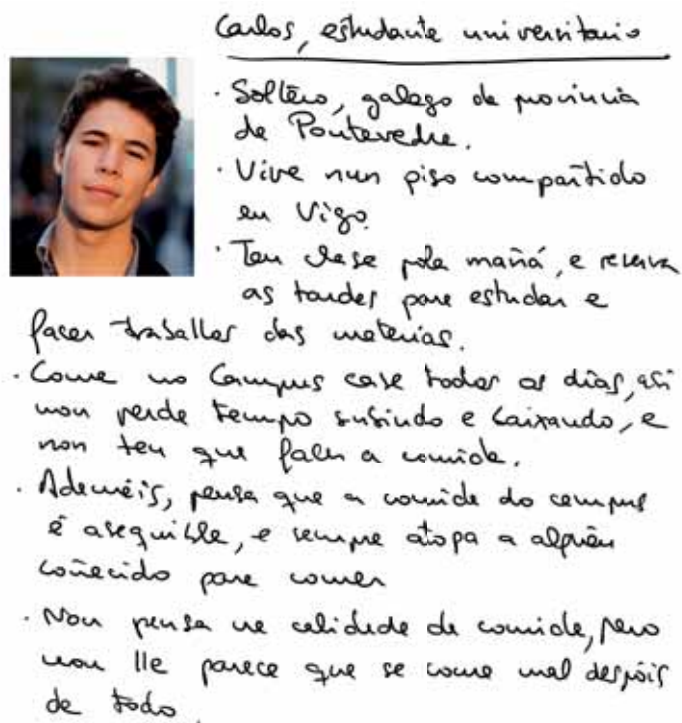 Carlos, estudante universitario
· Solteiro, galego da provincia
de Pontevedra.
· Vive nun piso compartido
en Vigo.
· Ten clase pola mañá, e reserva
as tardes para estudar e
facer traballos das materias.
· Come no Campus case todos os días, así
non perde tempo subindo e baixando, e
non ten que facer a comida.
· Ademáis, pensa que a comida do campus
é asequible, e sempre atopa a alguén
coñecido para comer
· Non pensa na calidade da comida, pero
non lle parece que se come mal despois
de todo.